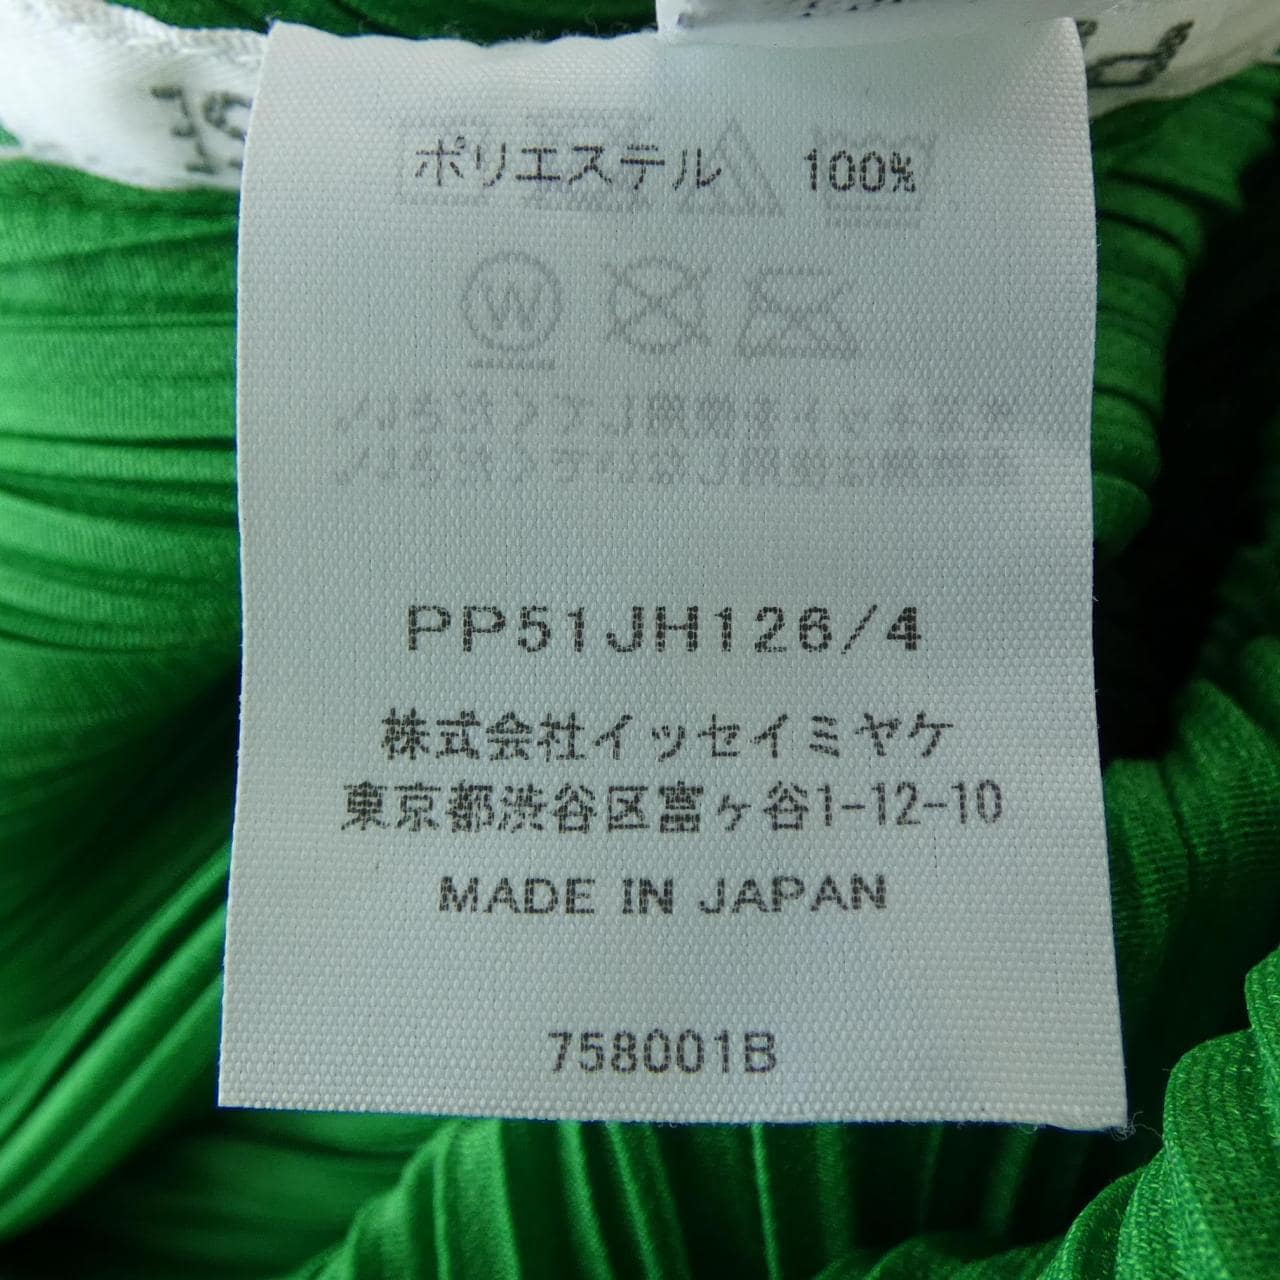 ポリエステル 100%
PP51JH126/4
株式会社イッセイミヤケ
東京都渋谷区富ヶ谷1-12-10
MADE IN JAPAN
758001B